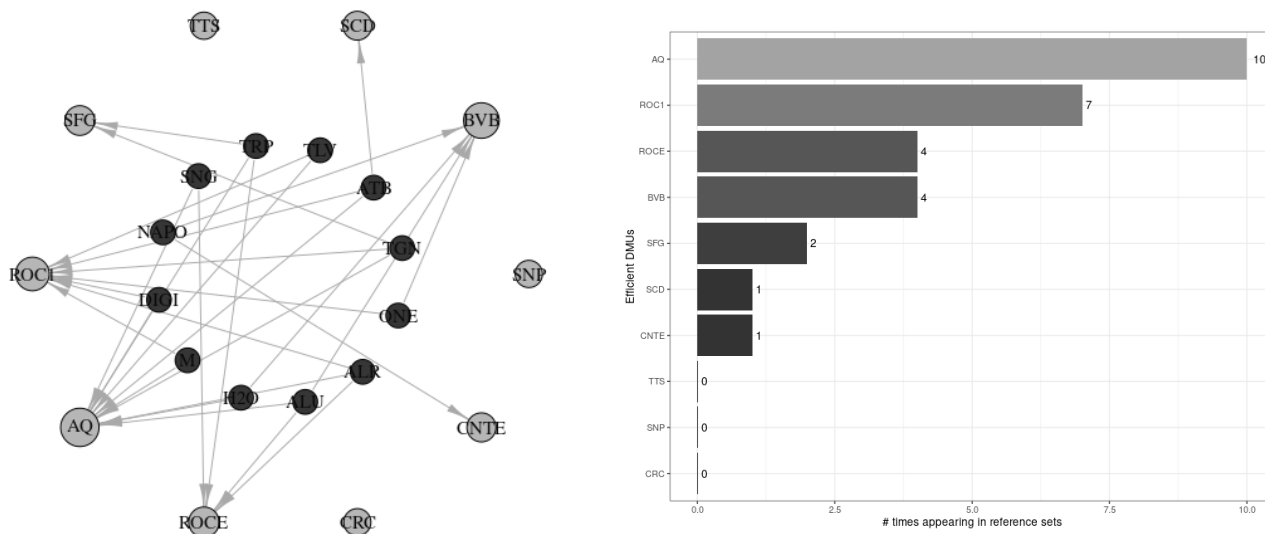 TTS
SCD
SFG
BVB
TRP
TLV
SNG
ATB
NAPO
TGN
ROC1
SNP
DIGI
ONE
M
ALR
H2O
ALU
AQ
CNTE
ROCE
CRC
Efficient DMUs
AQ 10
ROC1 7
ROCE 4
BVB 4
SFG 2
SCD 1
CNTE 1
TTS 0
SNP 0
CRC 0
0.0 2.5 5.0 7.5 10.0
# times appearing in reference sets